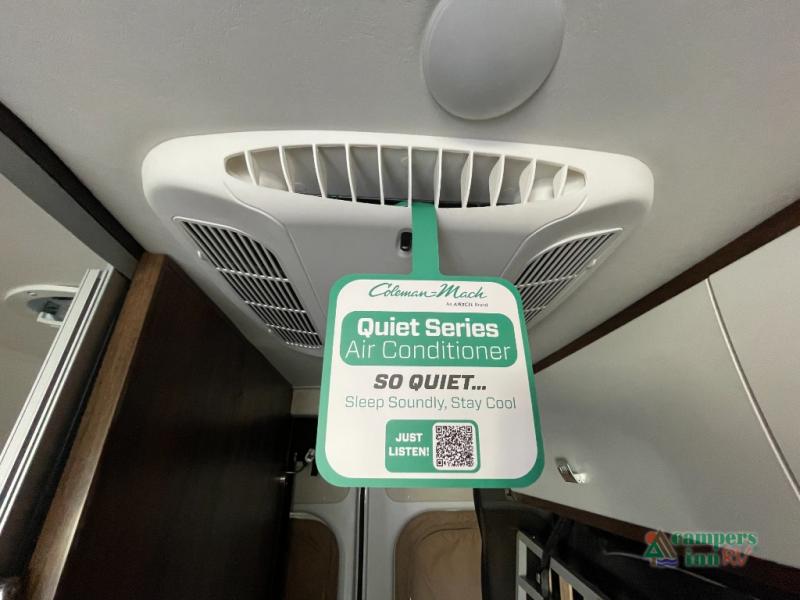 Coleman-Mach
An AIRXCEL Brand
Quiet Series
Air Conditioner
SO QUIET...
Sleep Soundly, Stay Cool
JUST
LISTEN!
campers
inn RV